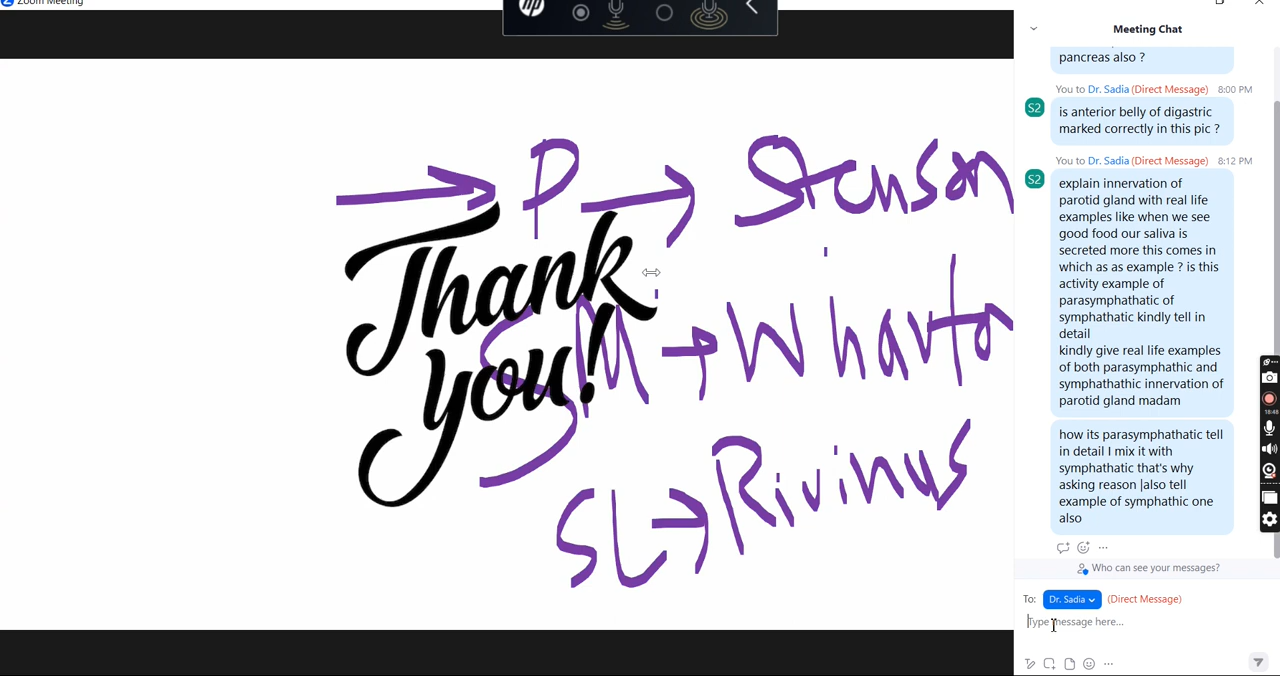 Zoom Meeting
hp
Meeting Chat
pancreas also ?
You to Dr. Sadia (Direct Message) 8:00 PM
S2
is anterior belly of digastric
marked correctly in this pic ?
You to Dr. Sadia (Direct Message) 8:12 PM
S2
explain innervation of
parotid gland with real life
examples like when we see
good food our saliva is
secreted more this comes in
which as as example ? is this
activity example of
parasymphathatic of
symphathatic kindly tell in
detail
kindly give real life examples
of both parasymphathic and
symphathathic innervation of
parotid gland madam
how its parasymphathatic tell
in detail I mix it with
symphathatic that's why
asking reason |also tell
example of symphathic one
also
Who can see your messages?
To: Dr. Sadia (Direct Message)
Type message here...
P → Stenson
Thank
you!
SM → Wharto
SL → Rivinus
18:48